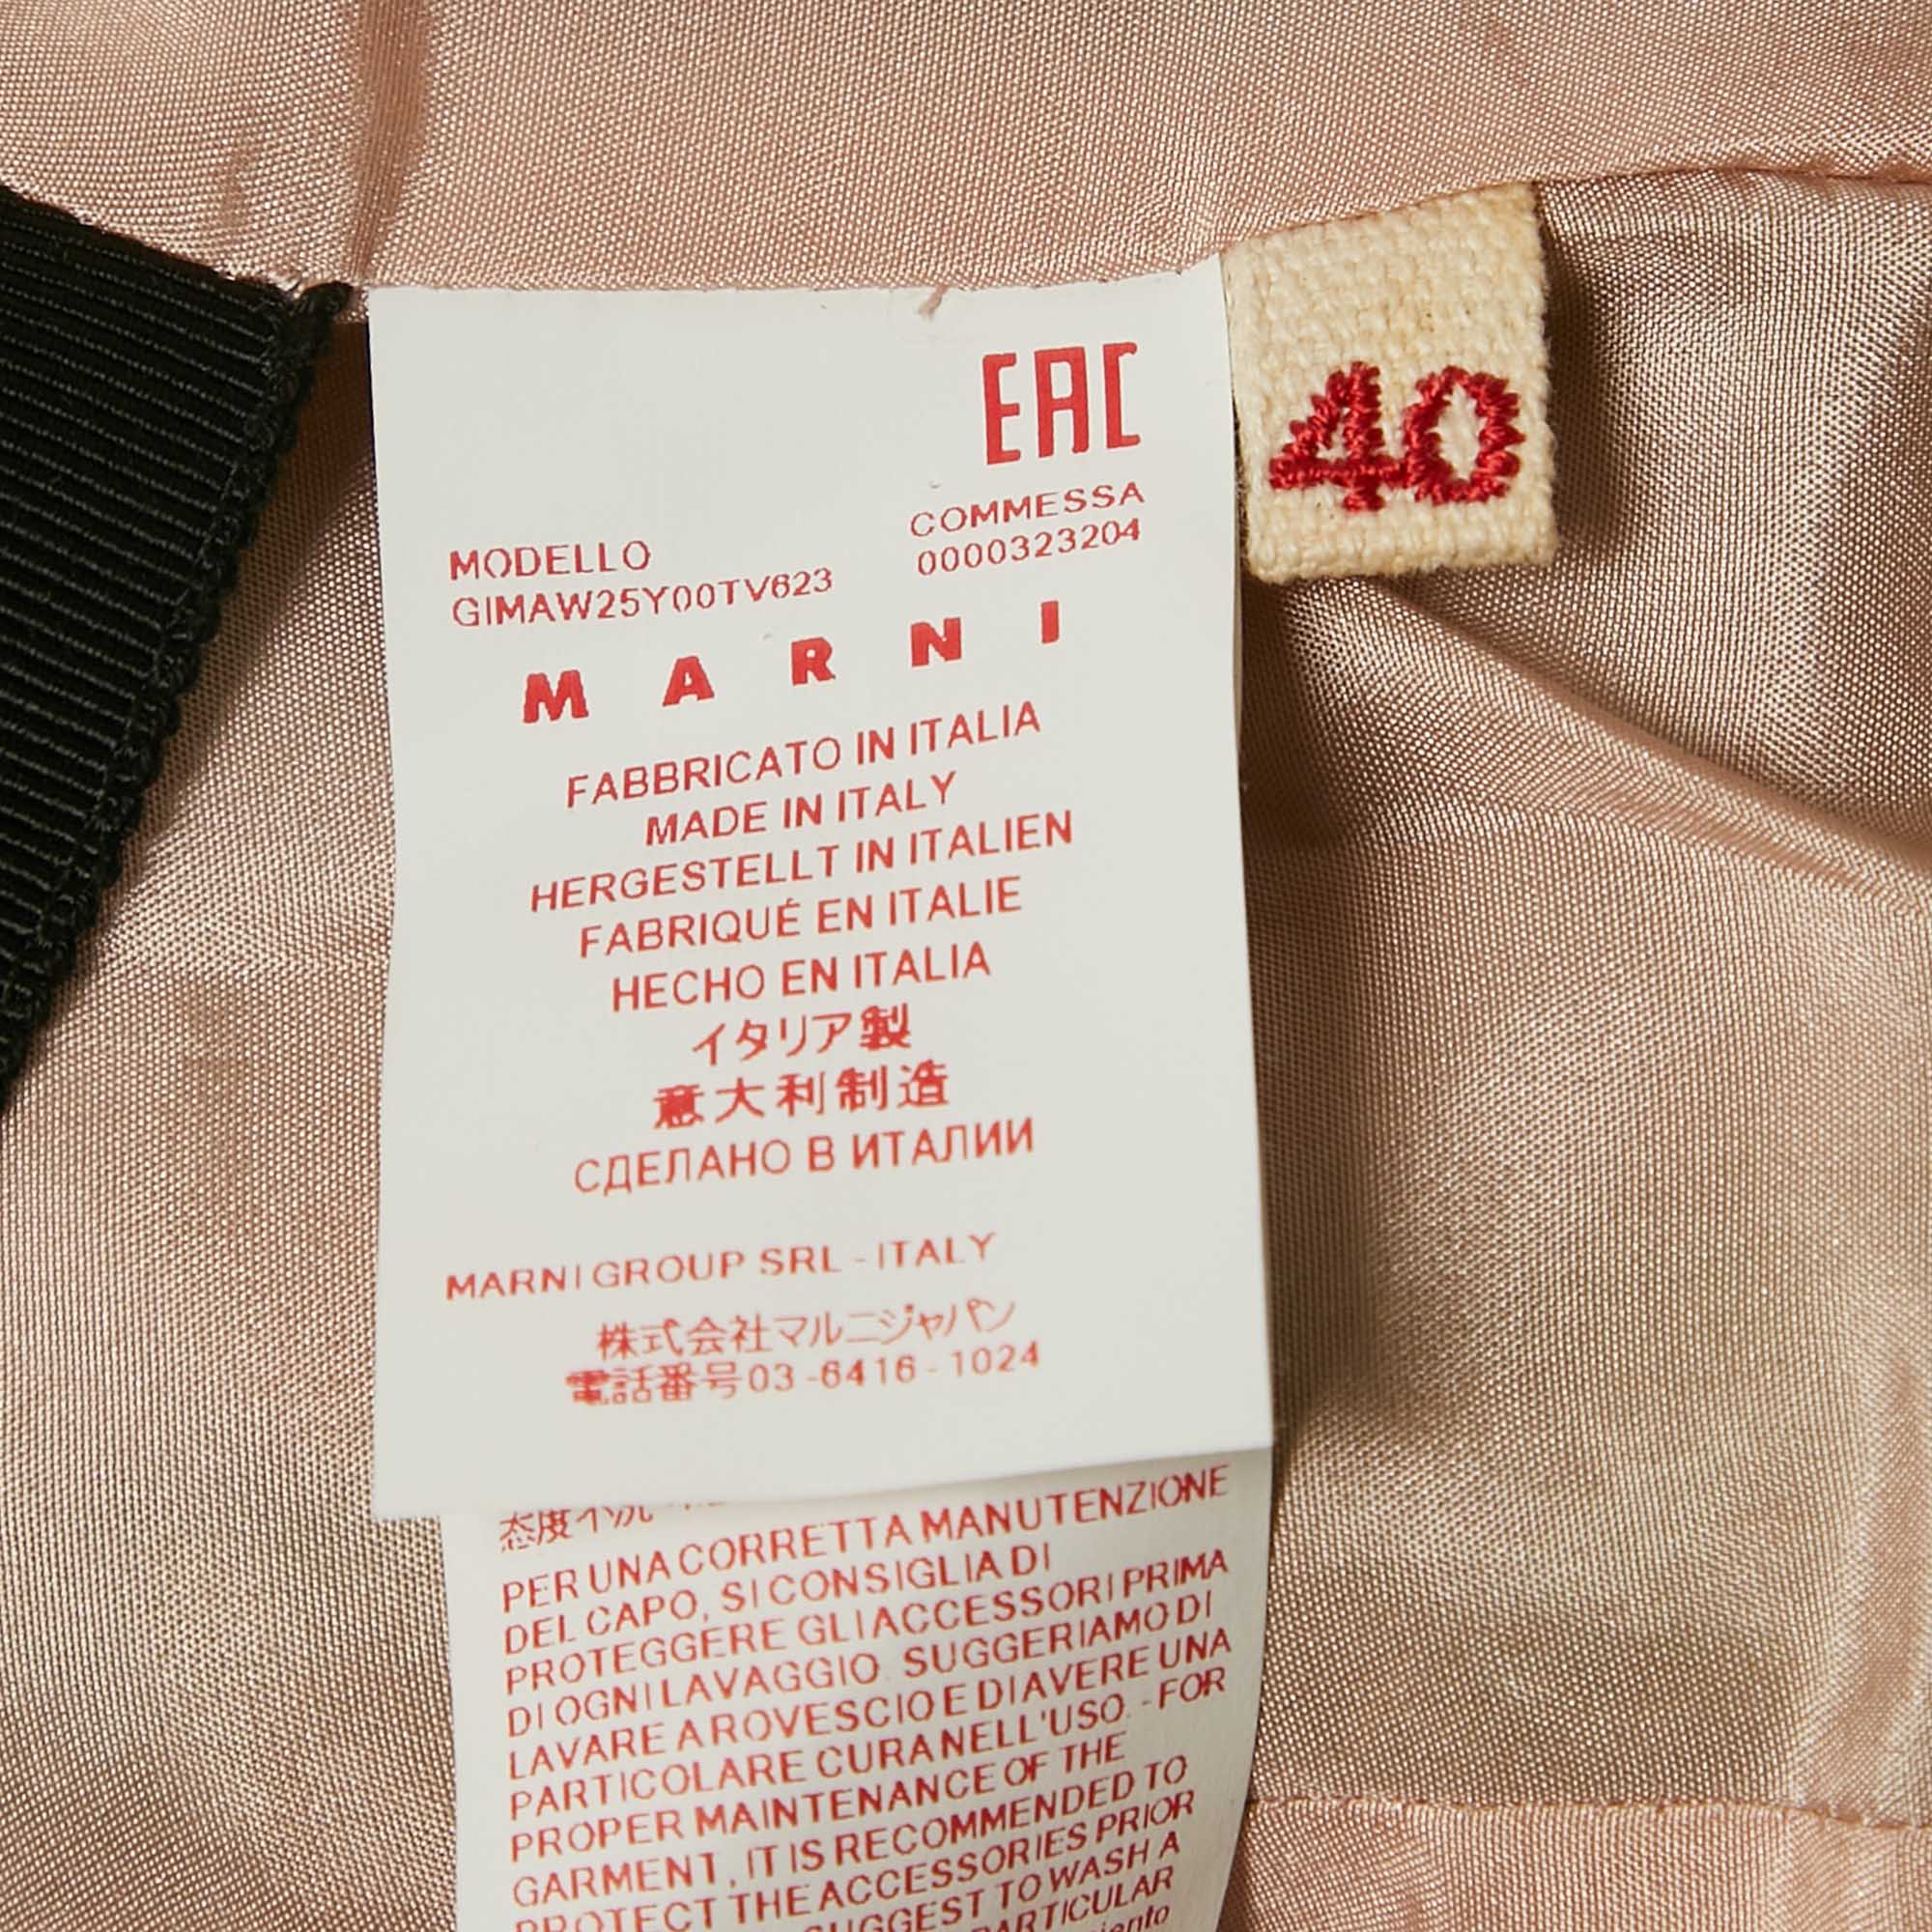 EAC
40
COMMESSA
0000323204
MODELLO
GIMAW25Y00TV623
MARNI
FABBRICATO IN ITALIA
MADE IN ITALY
HERGESTELLT IN ITALIEN
FABRIQUÉ EN ITALIE
HECHO EN ITALIA
イタリア製
意大利制造
СДЕЛАНО В ИТАЛИИ
MARNI GROUP SRL - ITALY
株式会社マルニジャパン
電話番号03-6416-1024
PER UNA CORRETTA MANUTENZIONE
DEL CAPO, SI CONSIGLIA DI
PROTEGGERE GLI ACCESSORI PRIMA
DI OGNI LAVAGGIO. SUGGERIAMO DI
LAVARE A ROVESCIO E DI AVERE UNA
PARTICOLARE CURA NELL'USO. - FOR
PROPER MAINTENANCE OF THE
GARMENT, IT IS RECOMMENDED TO
PROTECT THE ACCESSORIES PRIOR
SUGGEST TO WASH A
PARTICULAR